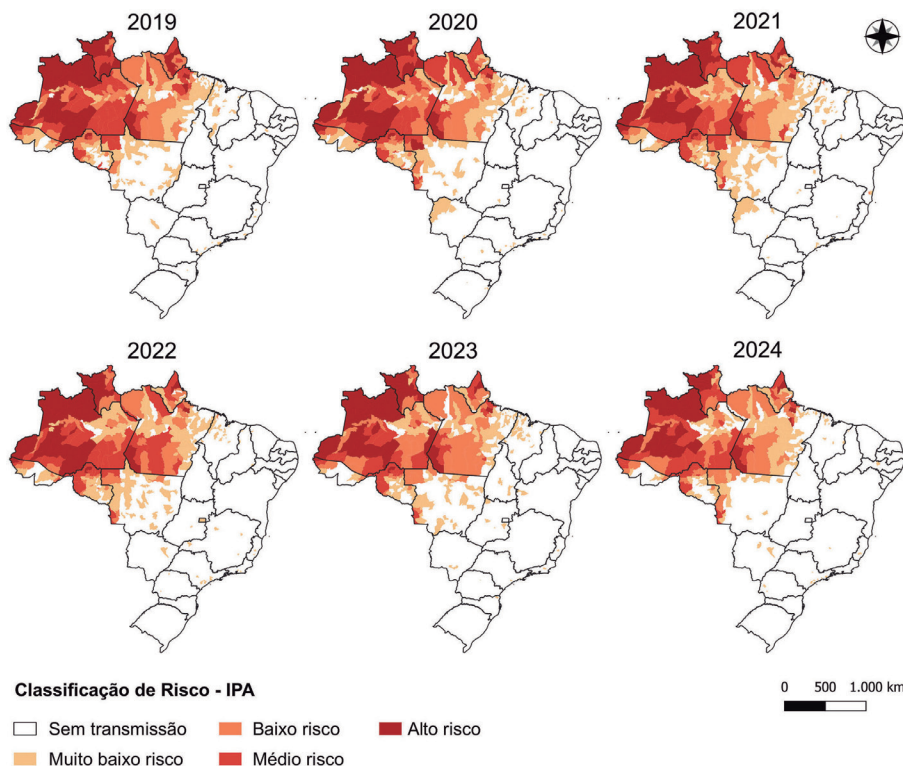 2019
2020
2021
2022
2023
2024
Classificação de Risco - IPA
0 500 1.000 km
Sem transmissão
Baixo risco
Alto risco
Muito baixo risco
Médio risco